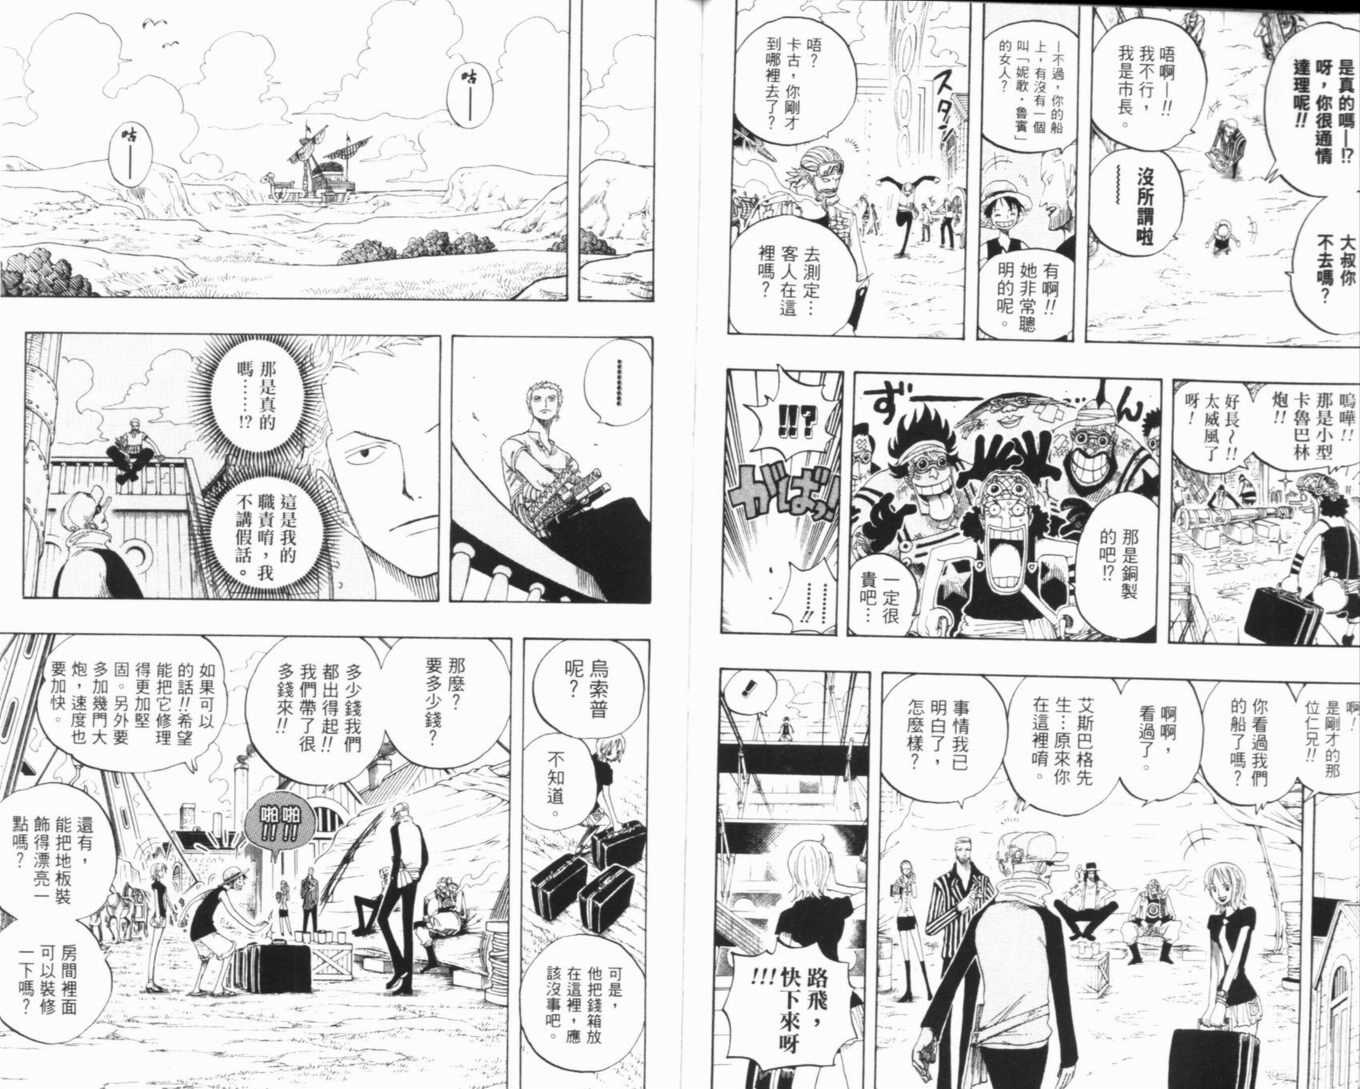 是真的嗎—!?
呀，你很通情
達理呢!!
大叔你
不去嗎？
唔啊—!!
我不行，
我是市長。
沒所謂啦
—不過，你的船
上，有沒有一個
叫「妮歌·魯賓」
的女人？
有啊!!
她非常聰
明的呢。
スタン
唔？
卡古，你剛才
到哪裡去了？
去測定…
客人在這
裡嗎？
嗚嘩!!
那是小型
卡魯巴林
炮!!
好長～!!
太威風了
呀！
ずーん
那是銅製
的吧!?
一定很
貴吧…
!!?
がばっ!
………!!
啊！
是剛才的那
位仁兄!!
你看過我們
的船了嗎？
啊啊，
看過了。
艾斯巴格先
生…原來你
在這裡唷。
事情我已
明白了，
怎麼樣？
!!
路飛，
快下來呀
!!!
咕—
咕—
…………
那是真的
嗎……!?
這是我的
職責唷，我
不講假話。
烏索普
呢？
不知道。
可是，
他把錢箱放
在這裡，應
該沒事吧。
那麼？
要多少錢？
多少錢我們
都出得起!!
我們帶了很
多錢來!!
啪!!
啪!!
如果可以
的話!!希望
能把它修理
得更加堅
固。另外要
多加幾門大
炮，速度也
要加快。
還有，
能把地板裝
飾得漂亮一
點嗎？
房間裡面
可以裝修
一下嗎？